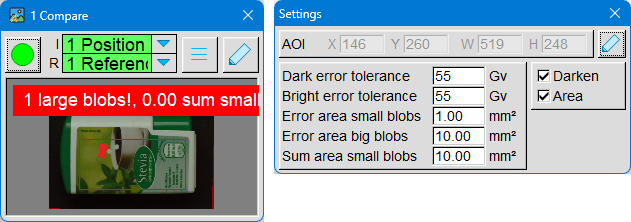 1 Compare
I 1 Position
R 1 Referenc
1 large blobs!, 0.00 sum small
Stevia
Settings
AOI X 146 Y 260 W 519 H 248
Dark error tolerance 55 Gv
Bright error tolerance 55 Gv
Error area small blobs 1.00 mm²
Error area big blobs 10.00 mm²
Sum area small blobs 10.00 mm²
Darken
Area